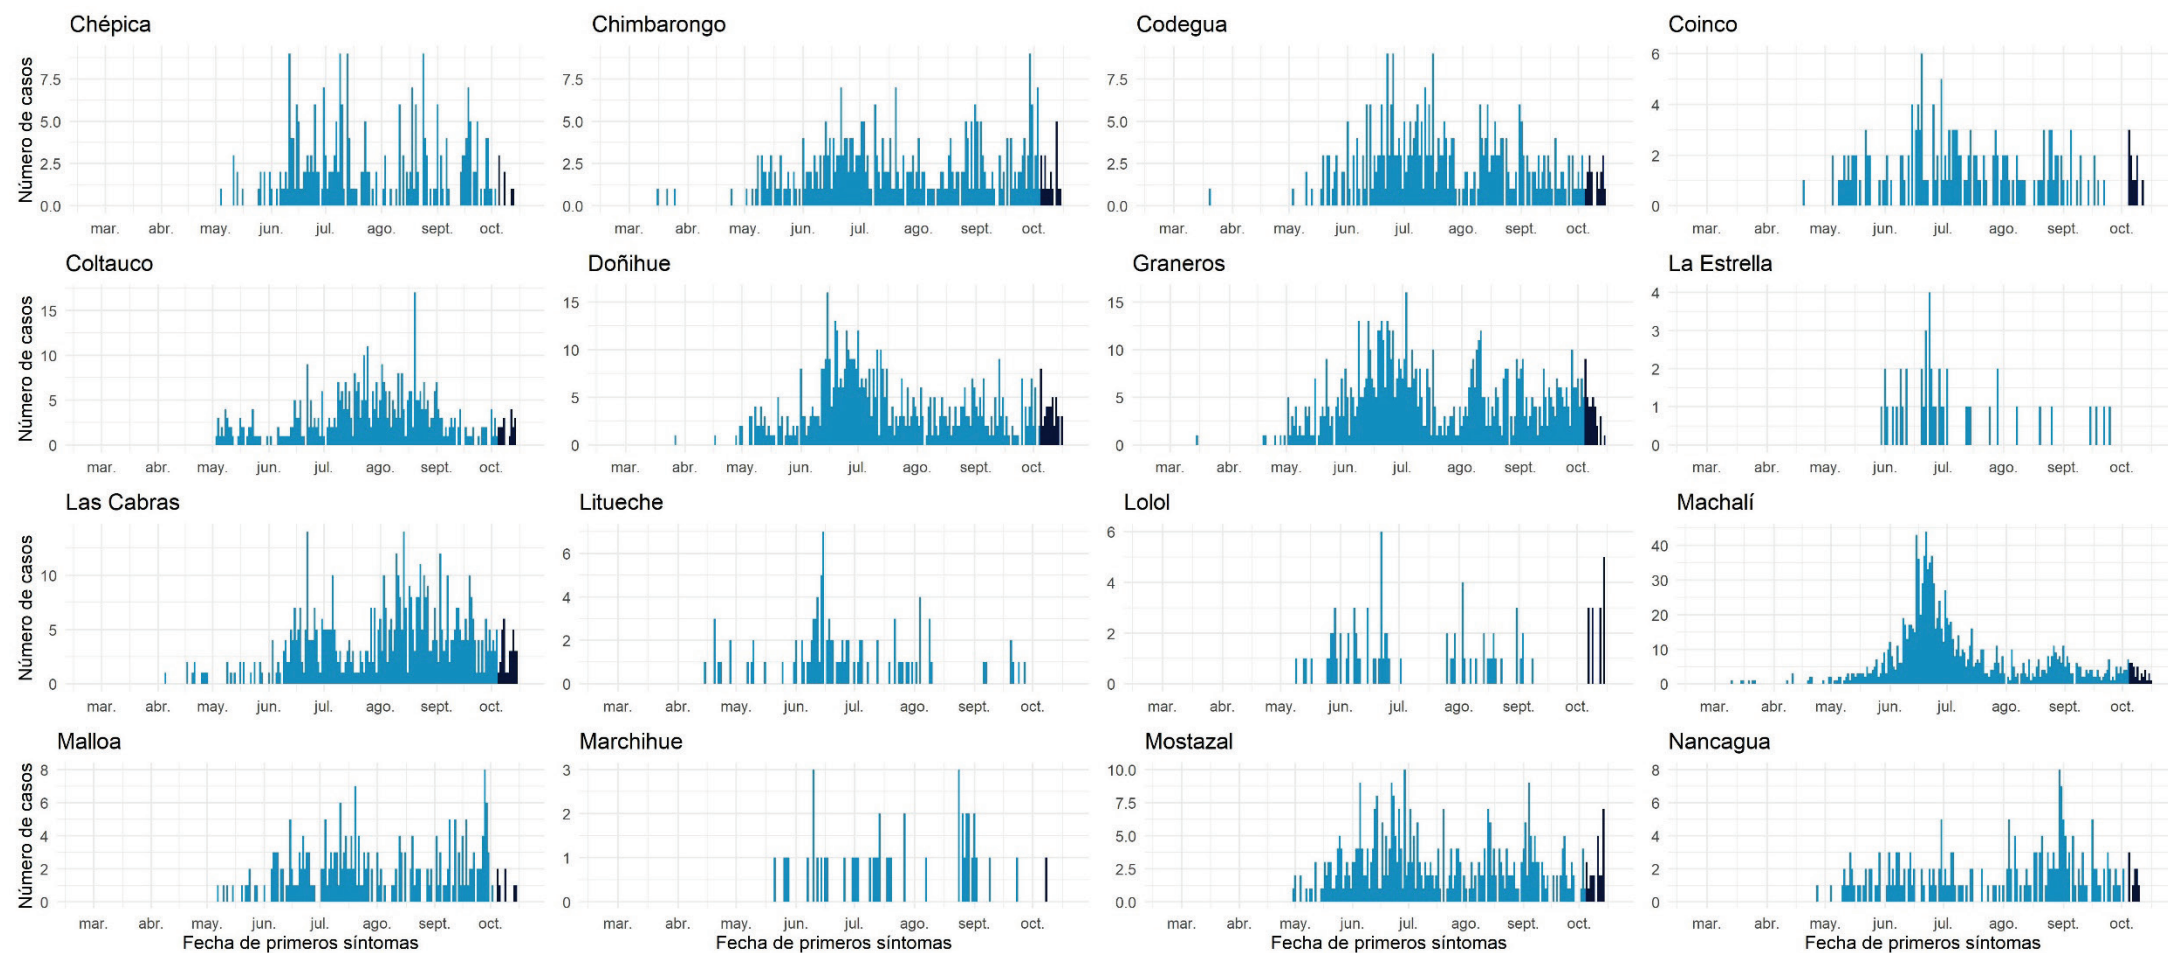 Chépica
Chimbarongo
Codegua
Coinco
Número de casos
7.5
5.0
2.5
0.0
mar. abr. may. jun. jul. ago. sept. oct.
7.5
5.0
2.5
0.0
mar. abr. may. jun. jul. ago. sept. oct.
7.5
5.0
2.5
0.0
mar. abr. may. jun. jul. ago. sept. oct.
6
4
2
0
mar. abr. may. jun. jul. ago. sept. oct.
Coltauco
Doñihue
Graneros
La Estrella
Número de casos
15
10
5
0
mar. abr. may. jun. jul. ago. sept. oct.
15
10
5
0
mar. abr. may. jun. jul. ago. sept. oct.
15
10
5
0
mar. abr. may. jun. jul. ago. sept. oct.
4
3
2
1
0
mar. abr. may. jun. jul. ago. sept. oct.
Las Cabras
Litueche
Lolol
Machalí
Número de casos
10
5
0
mar. abr. may. jun. jul. ago. sept. oct.
6
4
2
0
mar. abr. may. jun. jul. ago. sept. oct.
6
4
2
0
mar. abr. may. jun. jul. ago. sept. oct.
40
30
20
10
0
mar. abr. may. jun. jul. ago. sept. oct.
Malloa
Marchihue
Mostazal
Nancagua
Número de casos
8
6
4
2
0
mar. abr. may. jun. jul. ago. sept. oct.
Fecha de primeros síntomas
3
2
1
0
mar. abr. may. jun. jul. ago. sept. oct.
Fecha de primeros síntomas
10.0
7.5
5.0
2.5
0.0
mar. abr. may. jun. jul. ago. sept. oct.
Fecha de primeros síntomas
8
6
4
2
0
mar. abr. may. jun. jul. ago. sept. oct.
Fecha de primeros síntomas